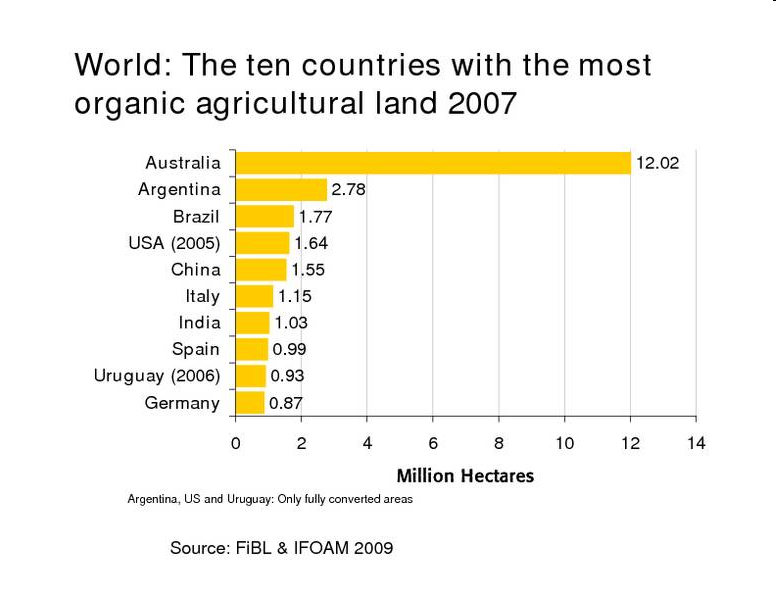 World: The ten countries with the most
organic agricultural land 2007
Australia 12.02
Argentina 2.78
Brazil 1.77
USA (2005) 1.64
China 1.55
Italy 1.15
India 1.03
Spain 0.99
Uruguay (2006) 0.93
Germany 0.87
0 2 4 6 8 10 12 14
Million Hectares
Argentina, US and Uruguay: Only fully converted areas
Source: FiBL & IFOAM 2009